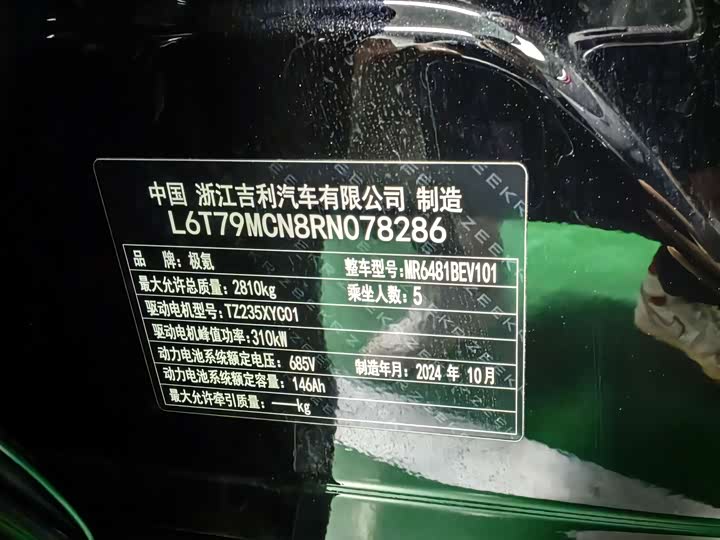 中国 浙江吉利汽车有限公司 制造
L6T79MCN8RN078286
品 牌: 极氪 整车型号: MR6481BEV101
最大允许总质量: 2810kg 乘坐人数: 5
驱动电机型号: TZ235XYC01
驱动电机峰值功率: 310kW
动力电池系统额定电压: 685V 制造年月: 2024 年 10 月
动力电池系统额定容量: 146Ah
最大允许牵引质量: ——kg
ZEEKR